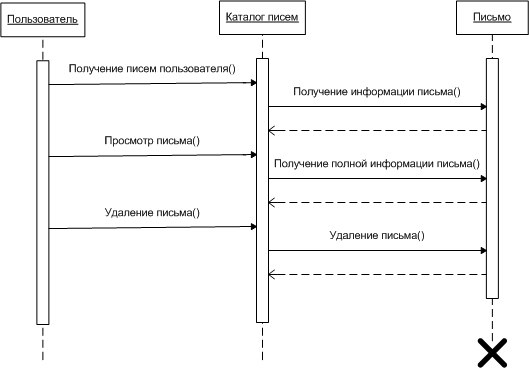 Пользователь
Каталог писем
Письмо
Получение писем пользователя()
Получение информации письма()
Просмотр письма()
Получение полной информации письма()
Удаление письма()
Удаление письма()